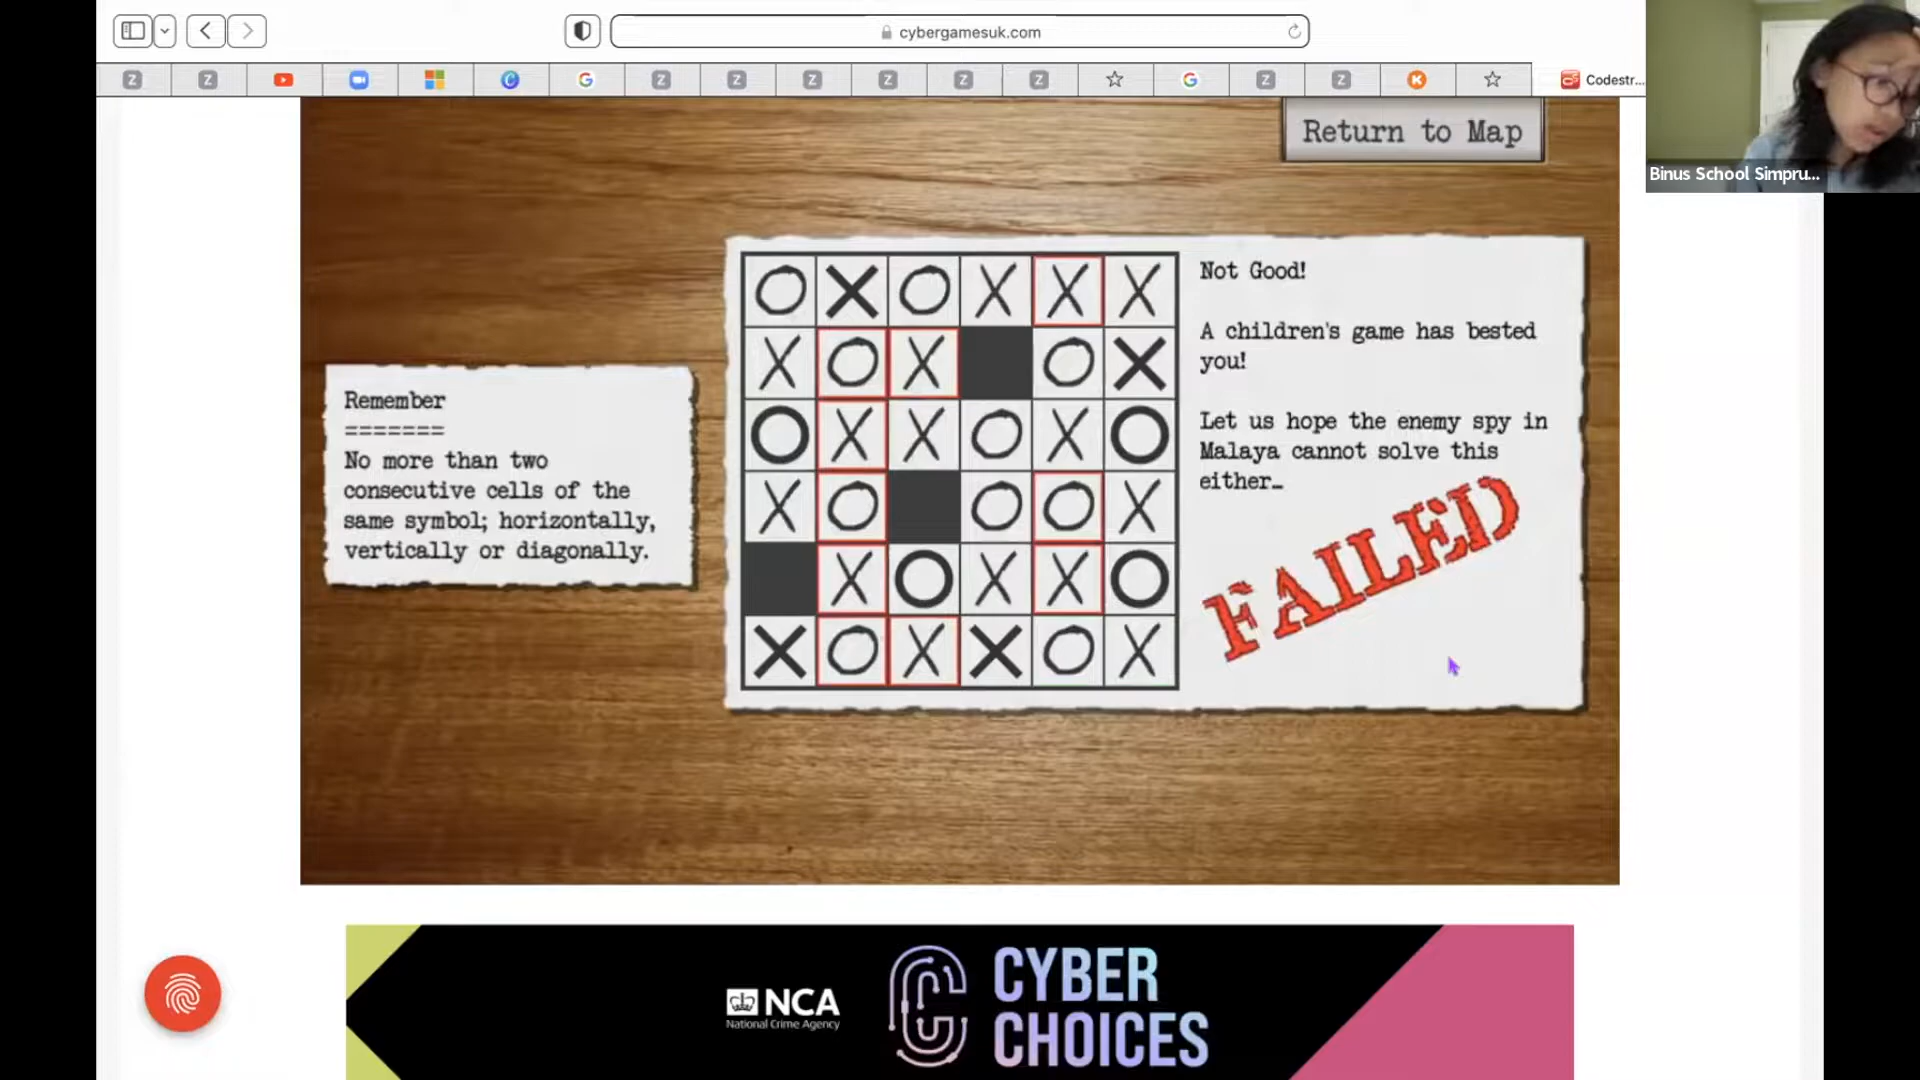 cybergamesuk.com
Codestr...
Binus School Simpru...
Return to Map
Remember
=======
No more than two
consecutive cells of the
same symbol; horizontally,
vertically or diagonally.
O X O X X X
X O X O X
O X X O X O
X O O O X
X O X X O
X O X X O X
Not Good!
A children's game has bested
you!
Let us hope the enemy spy in
Malaya cannot solve this
either…
FAILED
NCA
National Crime Agency
CYBER
CHOICES